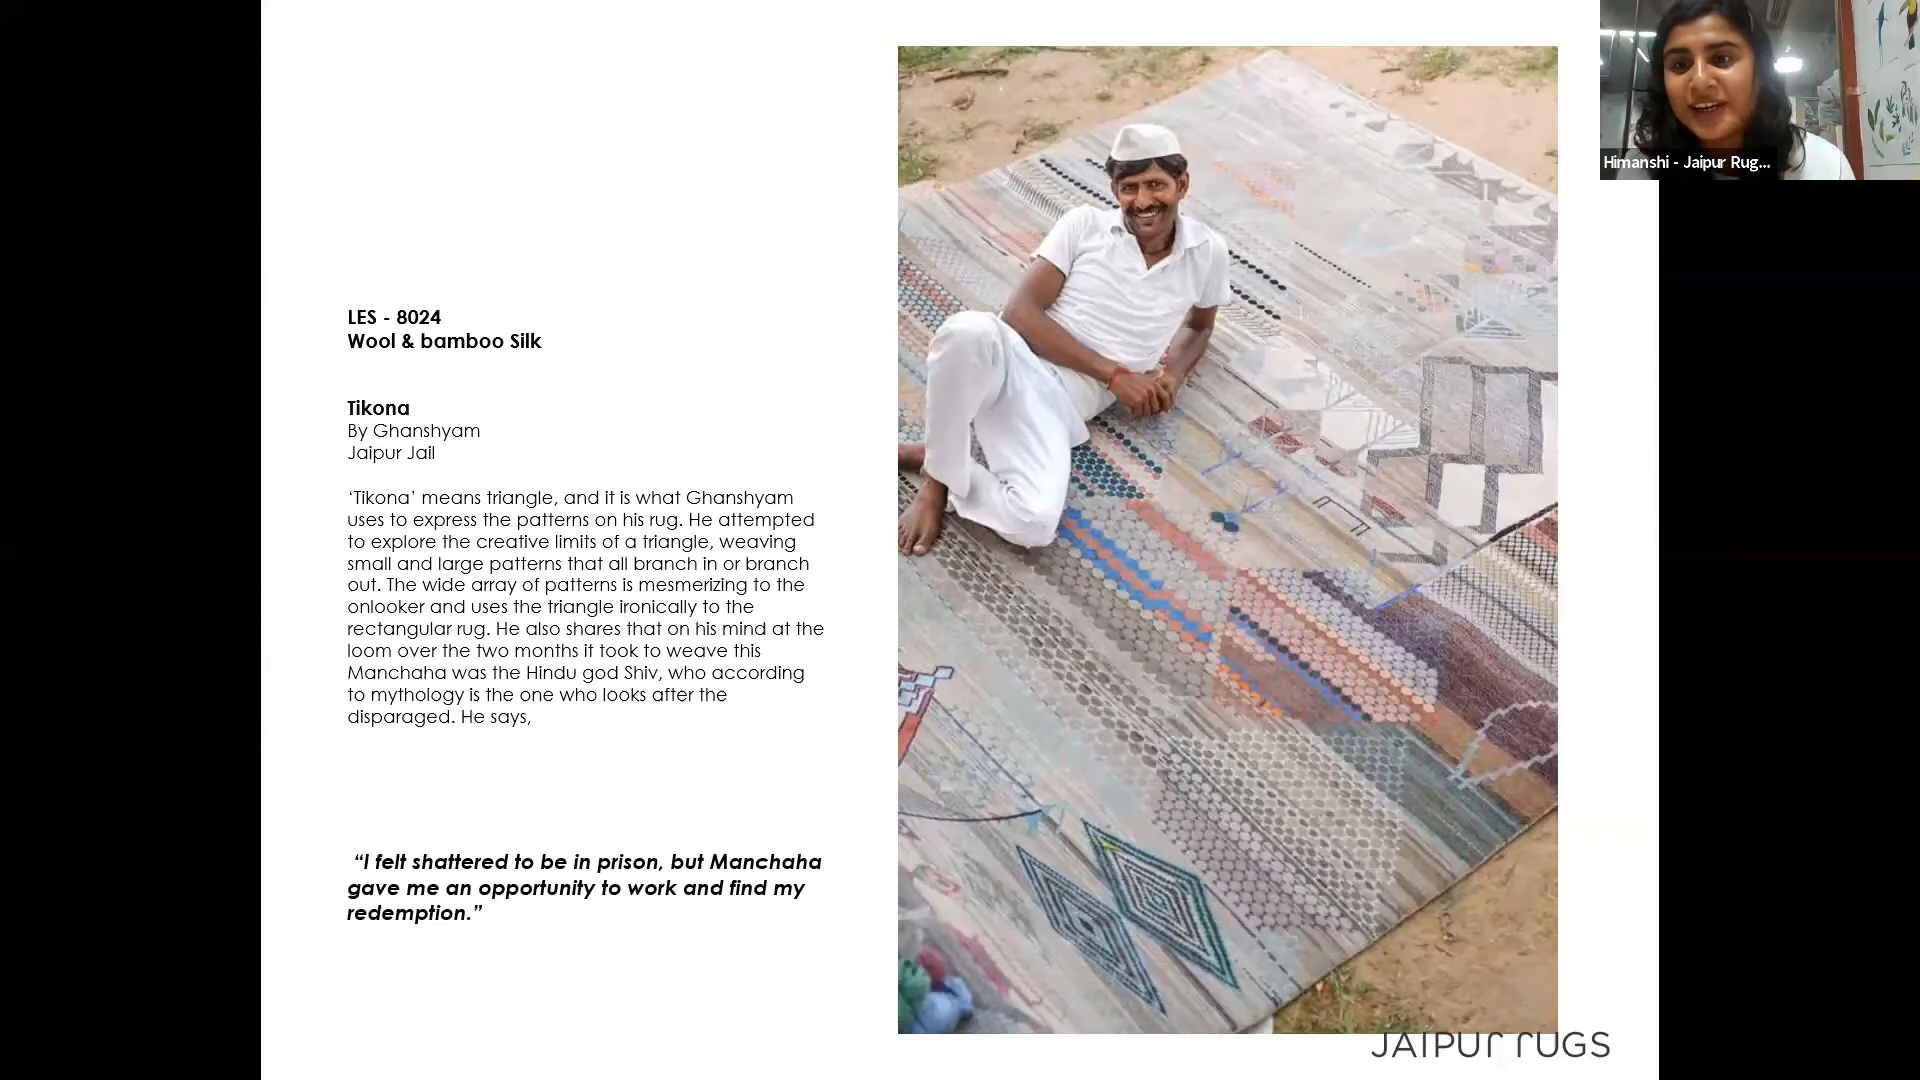 LES - 8024
Wool & bamboo Silk
Tikona
By Ghanshyam
Jaipur Jail
‘Tikona’ means triangle, and it is what Ghanshyam
uses to express the patterns on his rug. He attempted
to explore the creative limits of a triangle, weaving
small and large patterns that all branch in or branch
out. The wide array of patterns is mesmerizing to the
onlooker and uses the triangle ironically to the
rectangular rug. He also shares that on his mind at the
loom over the two months it took to weave this
Manchaha was the Hindu god Shiv, who according
to mythology is the one who looks after the
disparaged. He says,
“I felt shattered to be in prison, but Manchaha
gave me an opportunity to work and find my
redemption.”
Himanshi - Jaipur Rug...
JAIPUR RUGS